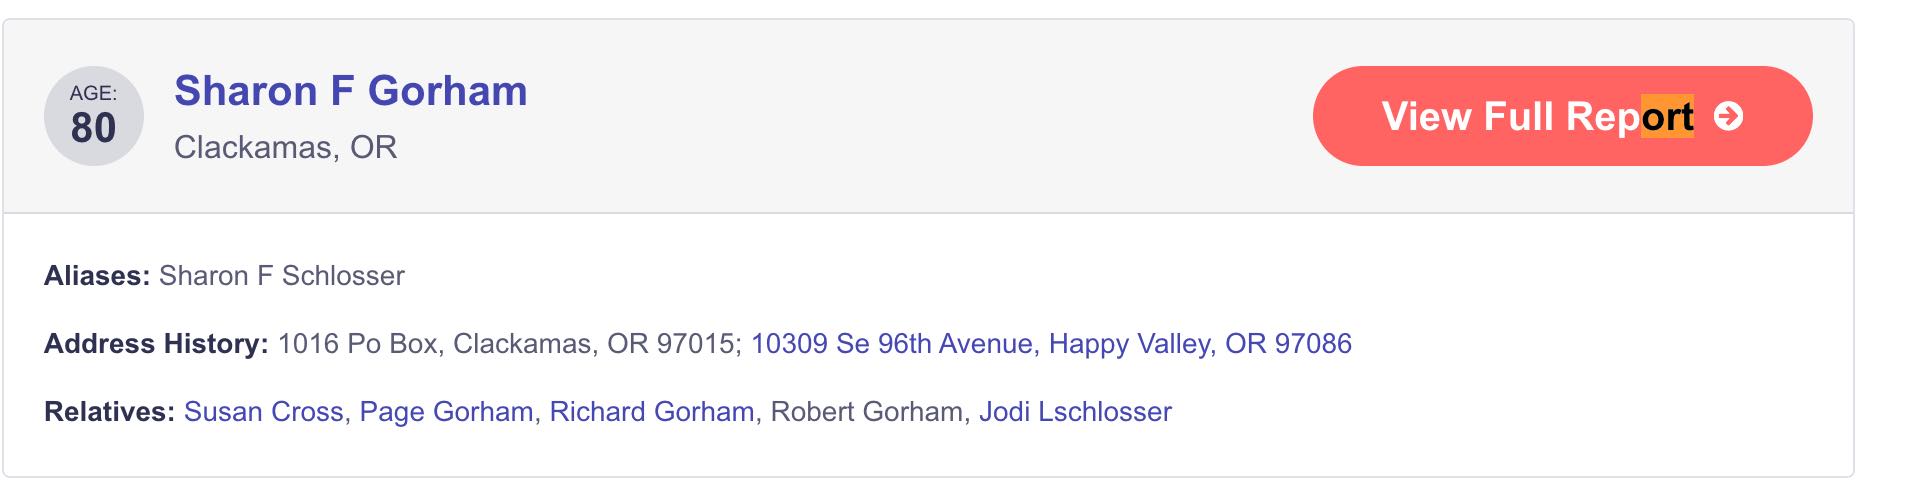 AGE:
80
Sharon F Gorham
Clackamas, OR
View Full Report
Aliases: Sharon F Schlosser
Address History: 1016 Po Box, Clackamas, OR 97015; 10309 Se 96th Avenue, Happy Valley, OR 97086
Relatives: Susan Cross, Page Gorham, Richard Gorham, Robert Gorham, Jodi Lschlosser